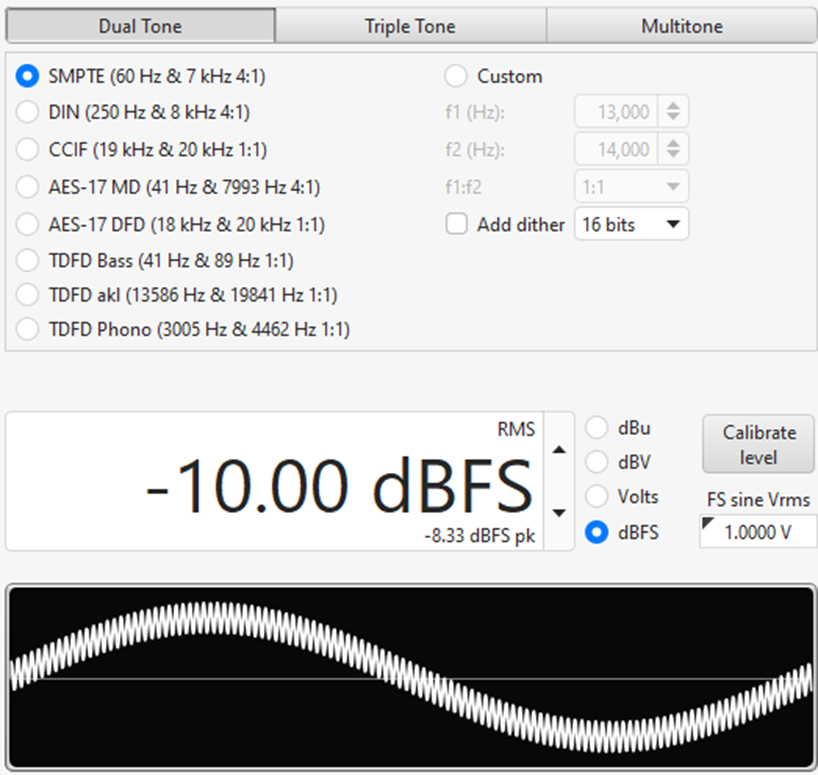 Dual Tone
Triple Tone
Multitone
SMPTE (60 Hz & 7 kHz 4:1)
DIN (250 Hz & 8 kHz 4:1)
CCIF (19 kHz & 20 kHz 1:1)
AES-17 MD (41 Hz & 7993 Hz 4:1)
AES-17 DFD (18 kHz & 20 kHz 1:1)
TDFD Bass (41 Hz & 89 Hz 1:1)
TDFD akl (13586 Hz & 19841 Hz 1:1)
TDFD Phono (3005 Hz & 4462 Hz 1:1)
Custom
f1 (Hz): 13,000
f2 (Hz): 14,000
f1:f2 1:1
Add dither 16 bits
RMS
-10.00 dBFS
-8.33 dBFS pk
dBu
dBV
Volts
dBFS
Calibrate
level
FS sine Vrms
1.0000 V